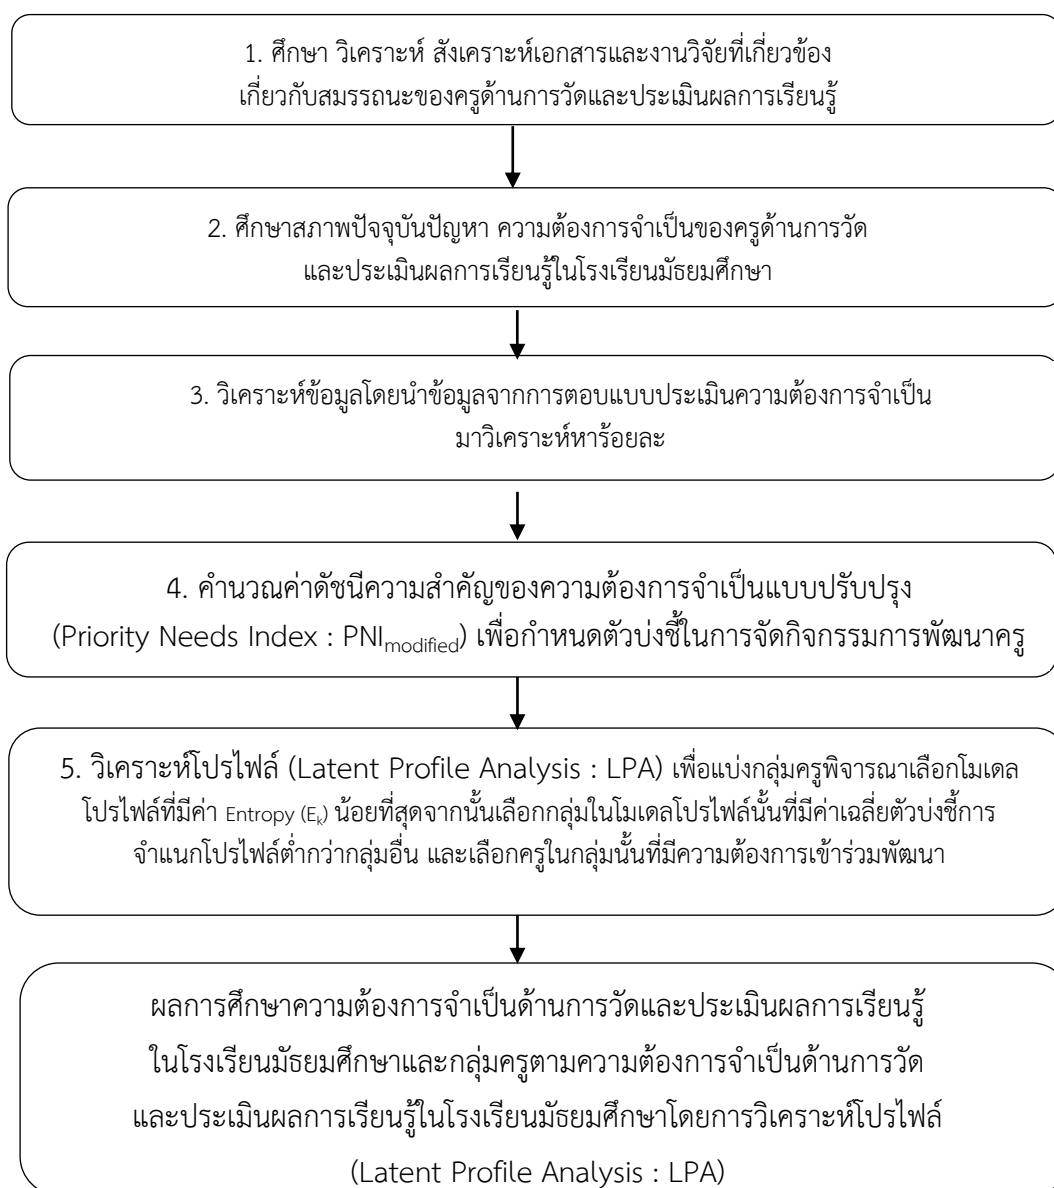 1. ศึกษา วิเคราะห์ สังเคราะห์เอกสารและงานวิจัยที่เกี่ยวข้อง
เกี่ยวกับสมรรถนะของครูด้านการวัดและประเมินผลการเรียนรู้
2. ศึกษาสภาพปัจจุบันปัญหา ความต้องการจำเป็นของครูด้านการวัด
และประเมินผลการเรียนรู้ในโรงเรียนมัธยมศึกษา
3. วิเคราะห์ข้อมูลโดยนำข้อมูลจากการตอบแบบประเมินความต้องการจำเป็น
มาวิเคราะห์หาร้อยละ
4. คำนวณค่าดัชนีความสำคัญของความต้องการจำเป็นแบบปรับปรุง
(Priority Needs Index : PNImodified) เพื่อกำหนดตัวบ่งชี้ในการจัดกิจกรรมการพัฒนาครู
5. วิเคราะห์โปรไฟล์ (Latent Profile Analysis : LPA) เพื่อแบ่งกลุ่มครูพิจารณาเลือกโมเดล
โปรไฟล์ที่มีค่า Entropy (Ek) น้อยที่สุดจากนั้นเลือกกลุ่มในโมเดลโปรไฟล์นั้นที่มีค่าเฉลี่ยตัวบ่งชี้การ
จำแนกโปรไฟล์ต่ำกว่ากลุ่มอื่น และเลือกครูในกลุ่มนั้นที่มีความต้องการเข้าร่วมพัฒนา
ผลการศึกษาความต้องการจำเป็นด้านการวัดและประเมินผลการเรียนรู้
ในโรงเรียนมัธยมศึกษาและกลุ่มครูตามความต้องการจำเป็นด้านการวัด
และประเมินผลการเรียนรู้ในโรงเรียนมัธยมศึกษาโดยการวิเคราะห์โปรไฟล์
(Latent Profile Analysis : LPA)